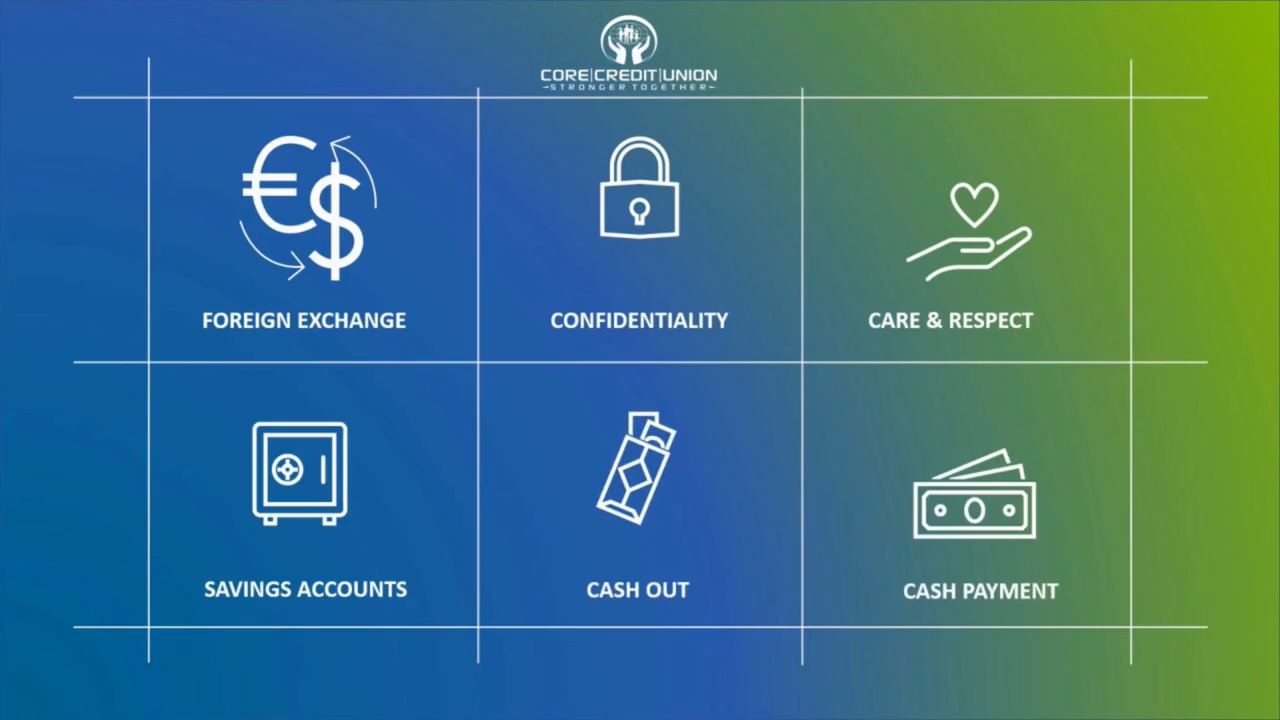 CORE|CREDIT|UNION
STRONGER TOGETHER
FOREIGN EXCHANGE
CONFIDENTIALITY
CARE & RESPECT
SAVINGS ACCOUNTS
CASH OUT
CASH PAYMENT